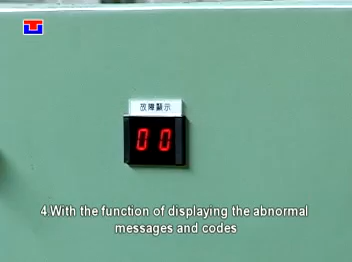 故障顯示
00
4.With the function of displaying the abnormal
messages and codes